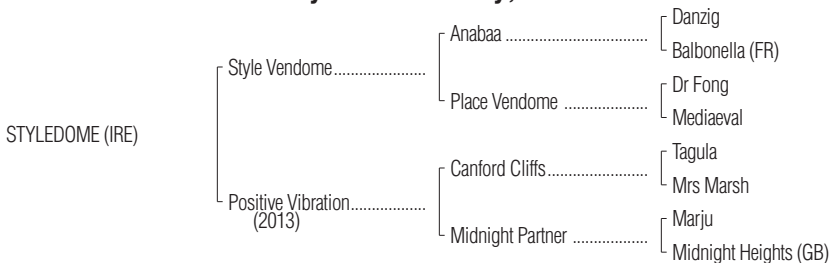 Danzig
Anabaa ....................
Balbonella (FR)
Style Vendome......................
Dr Fong
Place Vendome ..................
Mediaeval
STYLEDOME (IRE)
Tagula
Canford Cliffs......................
Mrs Marsh
Positive Vibration..................
(2013)
Marju
Midnight Partner ..................
Midnight Heights (GB)